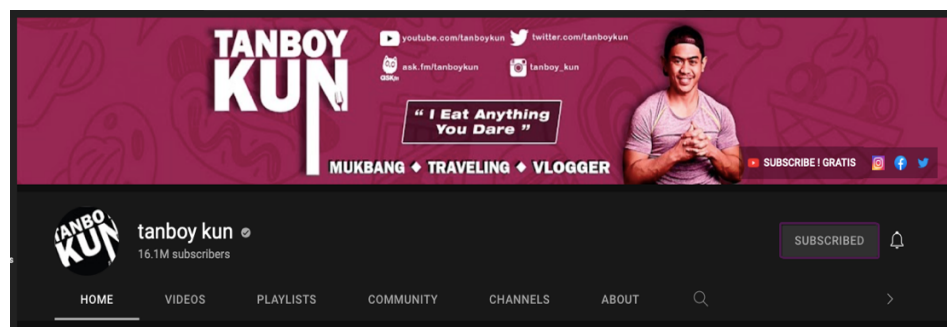 TANBOY
KUN
youtube.com/tanboykun twitter.com/tanboykun
ask.fm/tanboykun tanboy_kun
“ I Eat Anything
You Dare ”
MUKBANG ◆ TRAVELING ◆ VLOGGER
SUBSCRIBE ! GRATIS
TANBO
KUN
tanboy kun
16.1M subscribers
SUBSCRIBED
HOME VIDEOS PLAYLISTS COMMUNITY CHANNELS ABOUT